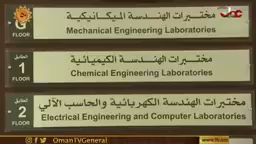 مختبرات الهندسة الميكانيكية
G
FLOOR
Mechanical Engineering Laboratories
مختبرات الهندسة الكيميائية
الطابق
1
FLOOR
Chemical Engineering Laboratories
مختبرات الهندسة الكهربائية والحاسب الآلي
الطابق
2
FLOOR
Electrical Engineering and Computer Laboratories
OmanTVGeneral